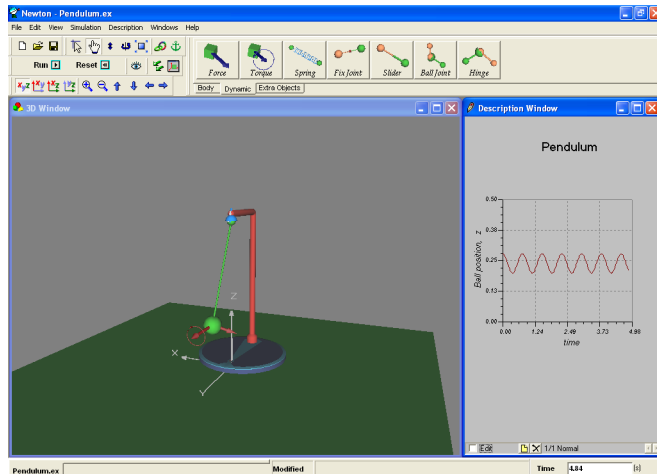 Newton - Pendulum.ex
File Edit View Simulation Description Windows Help
Run Reset
Force Torque Spring FixJoint Slider Ball Joint Hinge
Body Dynamic Extra Objects
3D Window
Description Window
Pendulum
0.50
0.38
0.25
0.13
0.00
Ball position, z
0.00 1.24 2.49 3.73 4.98
time
Z
X
Y
Edit 1/1 Normal
Pendulum.ex Modified Time 4.84 [s]